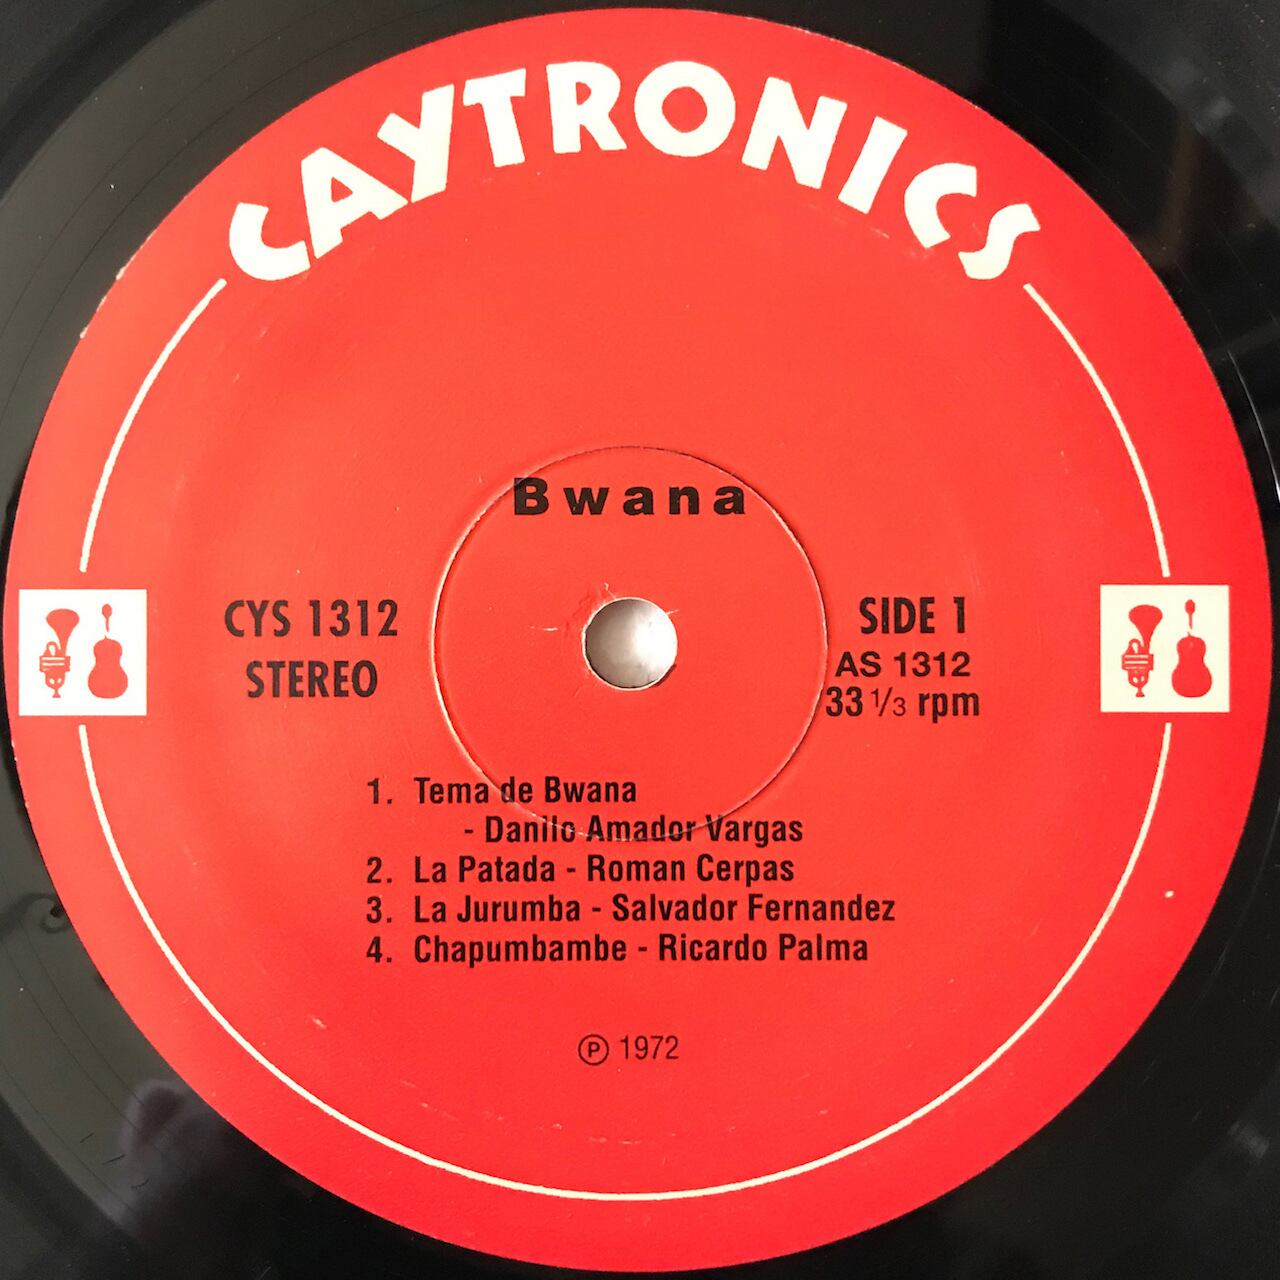 CAYTRONICS
Bwana
CYS 1312
STEREO
SIDE 1
AS 1312
33 1/3 rpm
1. Tema de Bwana
- Danilo Amador Vargas
2. La Patada - Roman Cerpas
3. La Jurumba - Salvador Fernandez
4. Chapumbambe - Ricardo Palma
℗ 1972